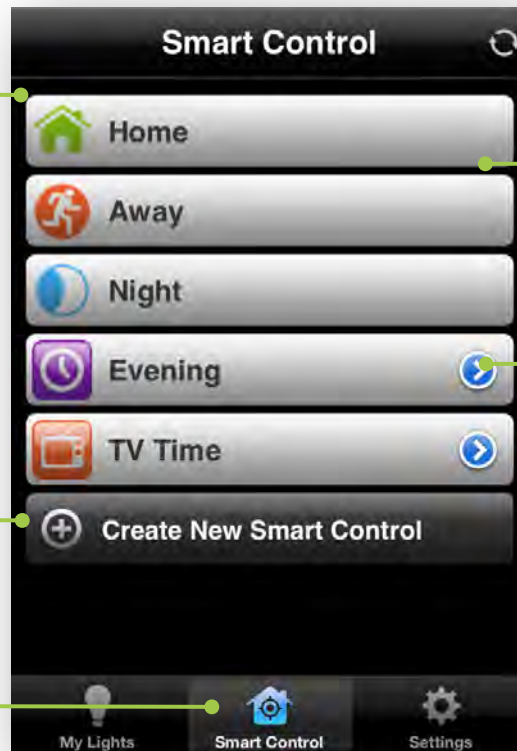 Smart Control
Home
Away
Night
Evening
TV Time
Create New Smart Control
My Lights Smart Control Settings